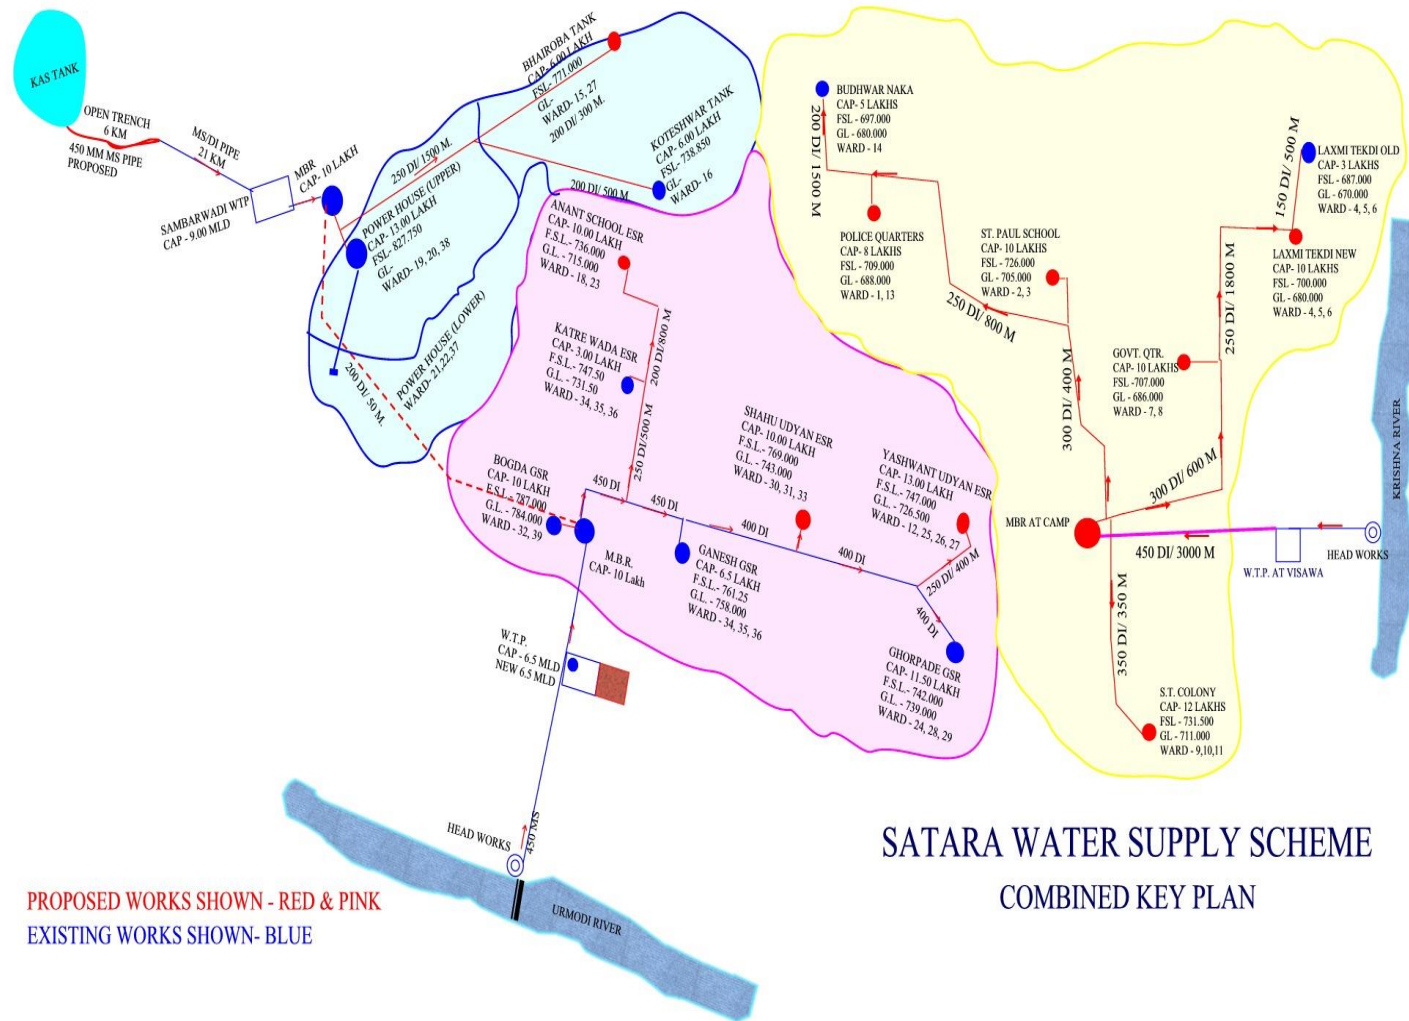 KAS TANK
OPEN TRENCH
6 KM
450 MM MS PIPE
PROPOSED
MS/DI PIPE
21 KM
SAMBARWADI WTP
CAP - 9.00 MLD
MBR
CAP- 10 LAKH
250 DI/ 1500 M.
POWER HOUSE (UPPER)
CAP- 13.00 LAKH
FSL- 827.750
GL-
WARD- 19, 20, 38
BHAIROBA TANK
CAP- 6.00 LAKH
FSL- 771.000
GL-
WARD- 15, 27
200 DI/ 300 M.
KOTESHWAR TANK
CAP- 6.00 LAKH
FSL- 738.850
GL-
WARD- 16
200 DI/ 500 M
POWER HOUSE (LOWER)
WARD- 21,22,37
200 DI/ 50 M.
ANANT SCHOOL ESR
CAP- 10.00 LAKH
F.S.L.- 736.000
G.L. - 715.000
WARD - 18, 23
KATRE WADA ESR
CAP- 3.00 LAKH
F.S.L.- 747.50
G.L. - 731.50
WARD - 34, 35, 36
200 DI/800 M
250 DI/500 M
BOGDA GSR
CAP- 10 LAKH
F.S.L.- 787.000
G.L. - 784.000
WARD - 32, 39
450 DI
450 DI
400 DI
400 DI
M.B.R.
CAP- 10 Lakh
GANESH GSR
CAP- 6.5 LAKH
F.S.L. - 761.25
G.L. - 758.000
WARD - 34, 35, 36
SHAHU UDYAN ESR
CAP- 10.00 LAKH
F.S.L.- 769.000
G.L. - 743.000
WARD - 30, 31, 33
YASHWANT UDYAN ESR
CAP- 13.00 LAKH
F.S.L.- 747.000
G.L. - 726.500
WARD - 12, 25, 26, 27
250 DI/ 400 M
400 DI
GHORPADE GSR
CAP- 11.50 LAKH
F.S.L.- 742.000
G.L. - 739.000
WARD - 24, 28, 29
W.T.P.
CAP - 6.5 MLD
NEW 6.5 MLD
HEAD WORKS
450 MS
URMODI RIVER
BUDHWAR NAKA
CAP- 5 LAKHS
FSL - 697.000
GL - 680.000
WARD - 14
200 DI/ 1500 M
POLICE QUARTERS
CAP- 8 LAKHS
FSL - 709.000
GL - 688.000
WARD - 1, 13
ST. PAUL SCHOOL
CAP- 10 LAKHS
FSL - 726.000
GL - 705.000
WARD - 2, 3
250 DI/ 800 M
300 DI/ 400 M
GOVT. QTR.
CAP- 10 LAKHS
FSL -707.000
GL - 686.000
WARD - 7, 8
250 DI/ 1800 M
150 DI/ 500 M
LAXMI TEKDI OLD
CAP- 3 LAKHS
FSL - 687.000
GL - 670.000
WARD - 4, 5, 6
LAXMI TEKDI NEW
CAP- 10 LAKHS
FSL - 700.000
GL - 680.000
WARD - 4, 5, 6
300 DI/ 600 M
MBR AT CAMP
450 DI/ 3000 M
W.T.P. AT VISAWA
HEAD WORKS
KRISHNA RIVER
350 DI/ 350 M
S.T. COLONY
CAP- 12 LAKHS
FSL - 731.500
GL - 711.000
WARD - 9,10,11
SATARA WATER SUPPLY SCHEME
COMBINED KEY PLAN
PROPOSED WORKS SHOWN - RED & PINK
EXISTING WORKS SHOWN- BLUE